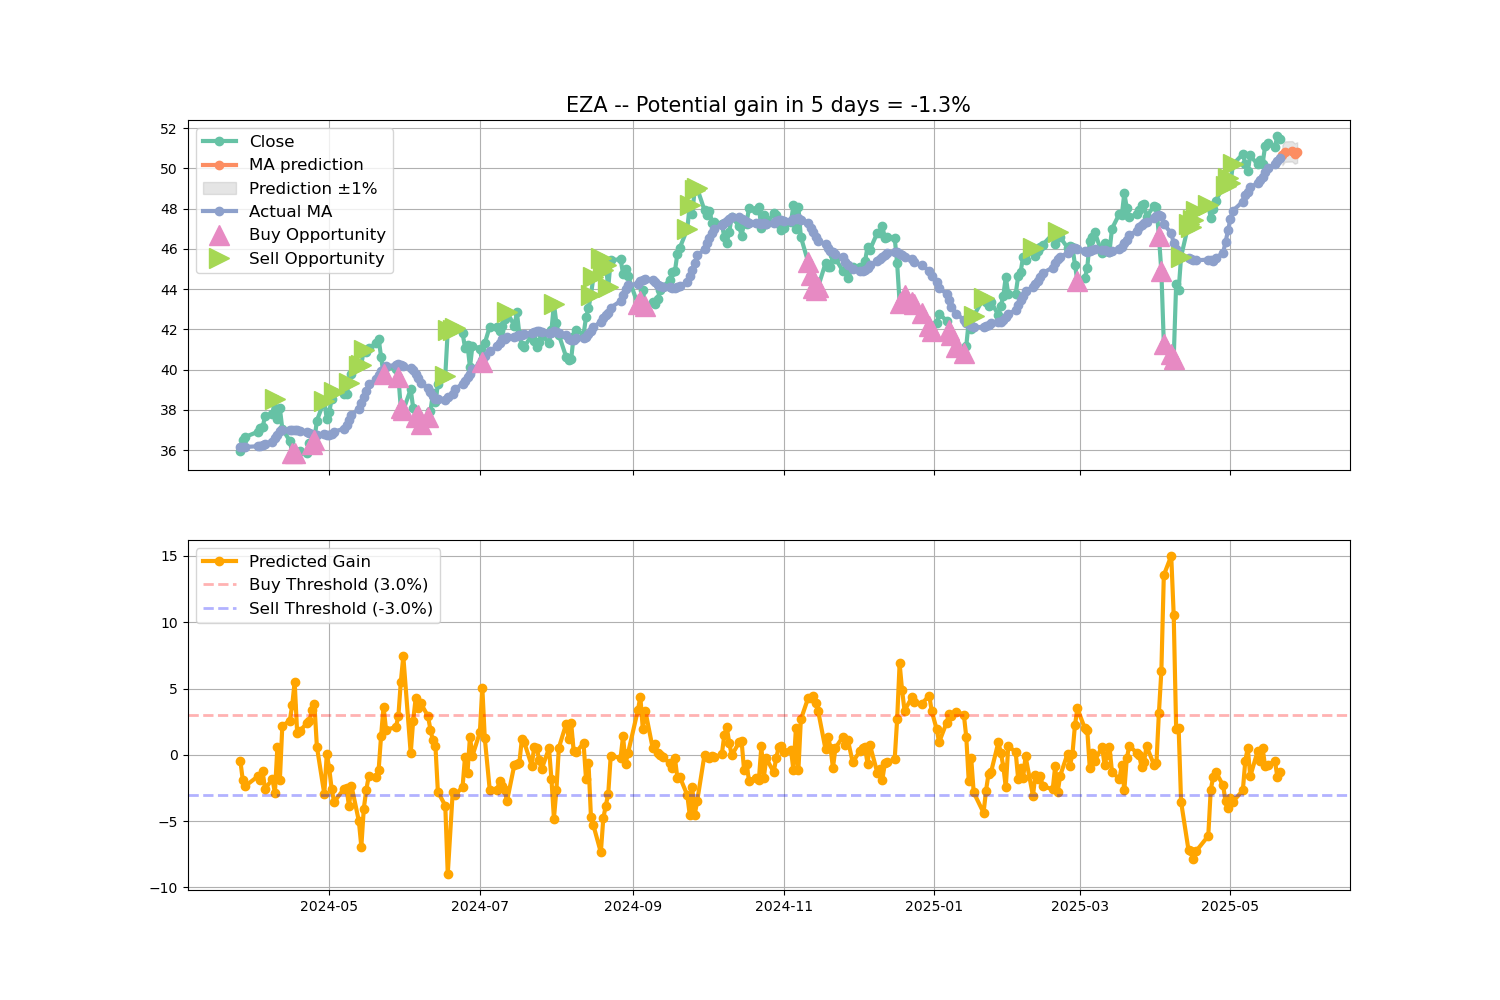 EZA -- Potential gain in 5 days = -1.3%
52
50
48
46
44
42
40
38
36
Close
MA prediction
Prediction ±1%
Actual MA
Buy Opportunity
Sell Opportunity
15
10
5
0
−5
−10
Predicted Gain
Buy Threshold (3.0%)
Sell Threshold (-3.0%)
2024-05
2024-07
2024-09
2024-11
2025-01
2025-03
2025-05